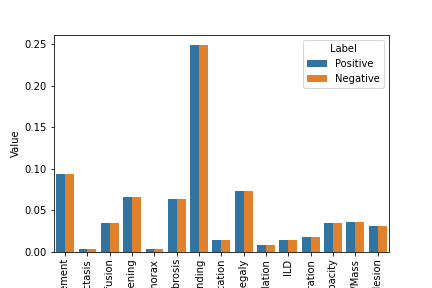 Label
Positive
Negative
Value
0.25
0.20
0.15
0.10
0.05
0.00
ement
ctasis
fusion
ening
horax
brosis
nding
cation
egaly
lation
ILD
ration
pacity
/Mass
lesion